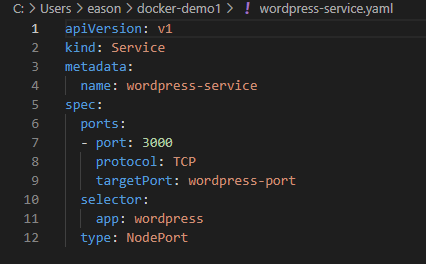 C: > Users > eason > docker-demo1 > ! wordpress-service.yaml
1 apiVersion: v1
2 kind: Service
3 metadata:
4   name: wordpress-service
5 spec:
6   ports:
7   - port: 3000
8     protocol: TCP
9     targetPort: wordpress-port
10   selector:
11     app: wordpress
12   type: NodePort